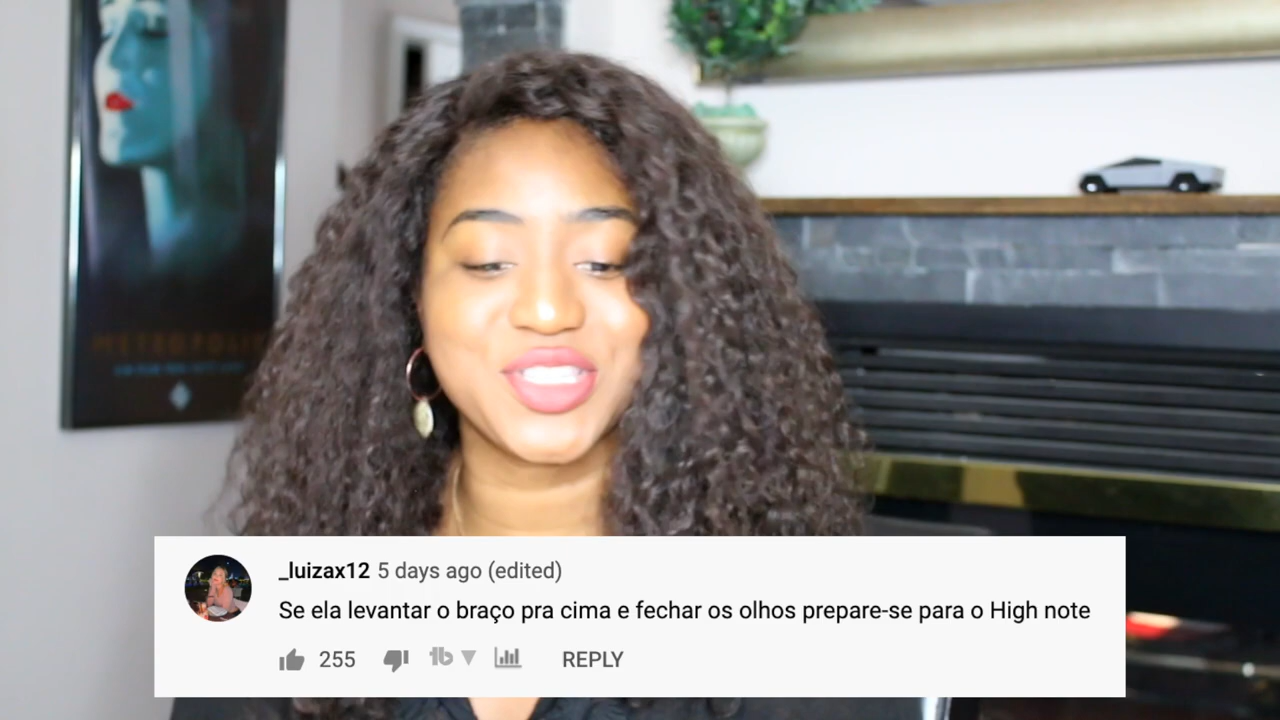 METROPOLIS
_luizax12 5 days ago (edited)
Se ela levantar o braço pra cima e fechar os olhos prepare-se para o High note
255
REPLY